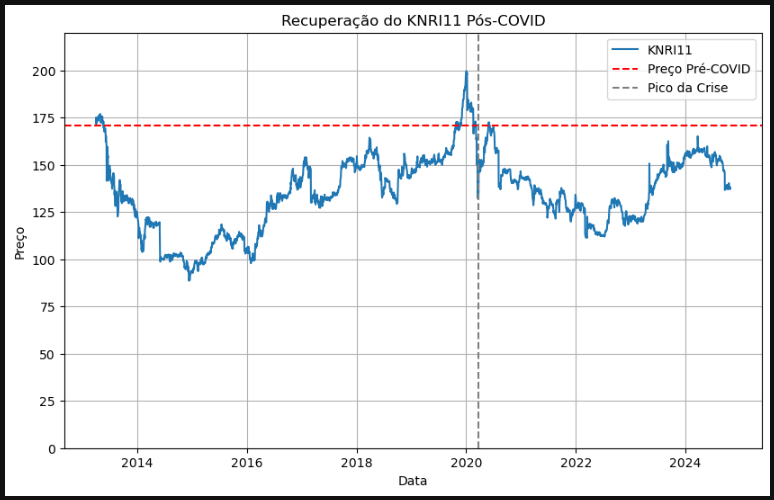 Recuperação do KNRI11 Pós-COVID
KNRI11
Preço Pré-COVID
Pico da Crise
Preço
200
175
150
125
100
75
50
25
0
2014 2016 2018 2020 2022 2024
Data